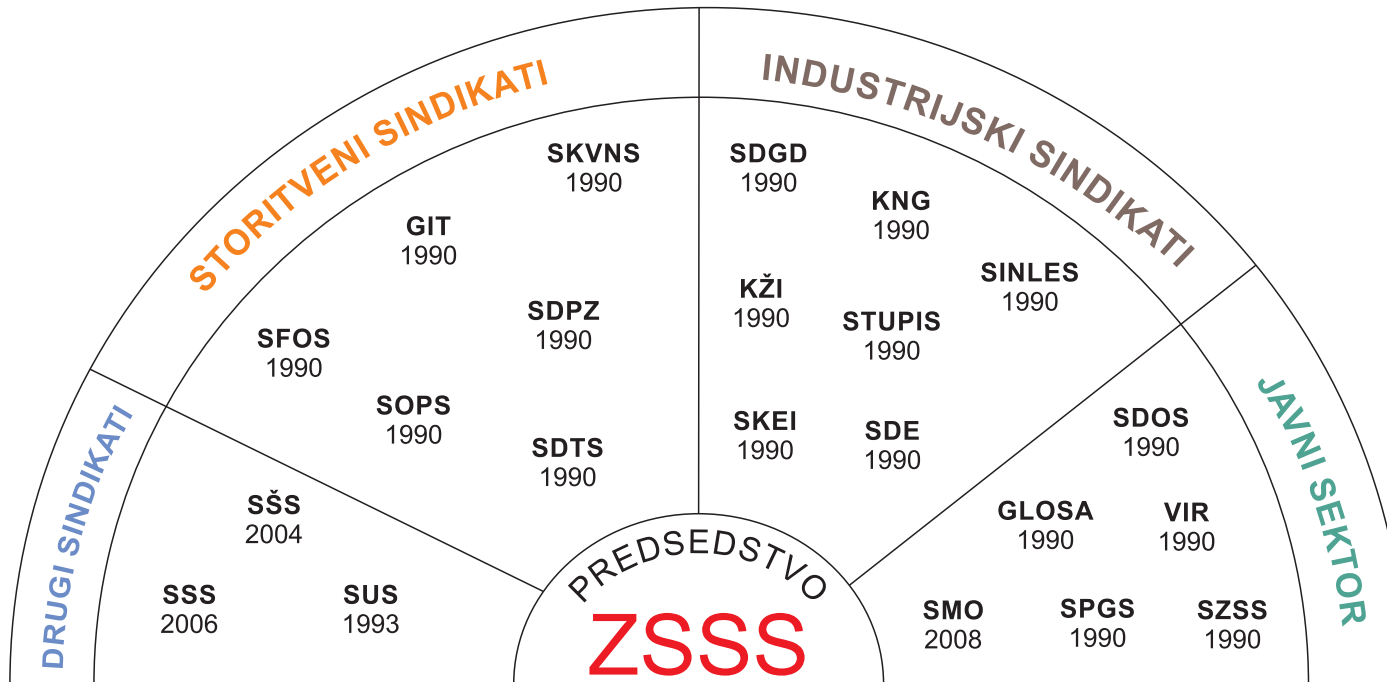 DRUGI SINDIKATI
SŠS
2004
SSS
2006
SUS
1993
STORITVENI SINDIKATI
SKVNS
1990
GIT
1990
SDPZ
1990
SFOS
1990
SOPS
1990
SDTS
1990
INDUSTRIJSKI SINDIKATI
SDGD
1990
KNG
1990
SINLES
1990
KŽI
1990
STUPIS
1990
SKEI
1990
SDE
1990
JAVNI SEKTOR
SDOS
1990
GLOSA
1990
VIR
1990
SMO
2008
SPGS
1990
SZSS
1990
PREDSEDSTVO
ZSSS